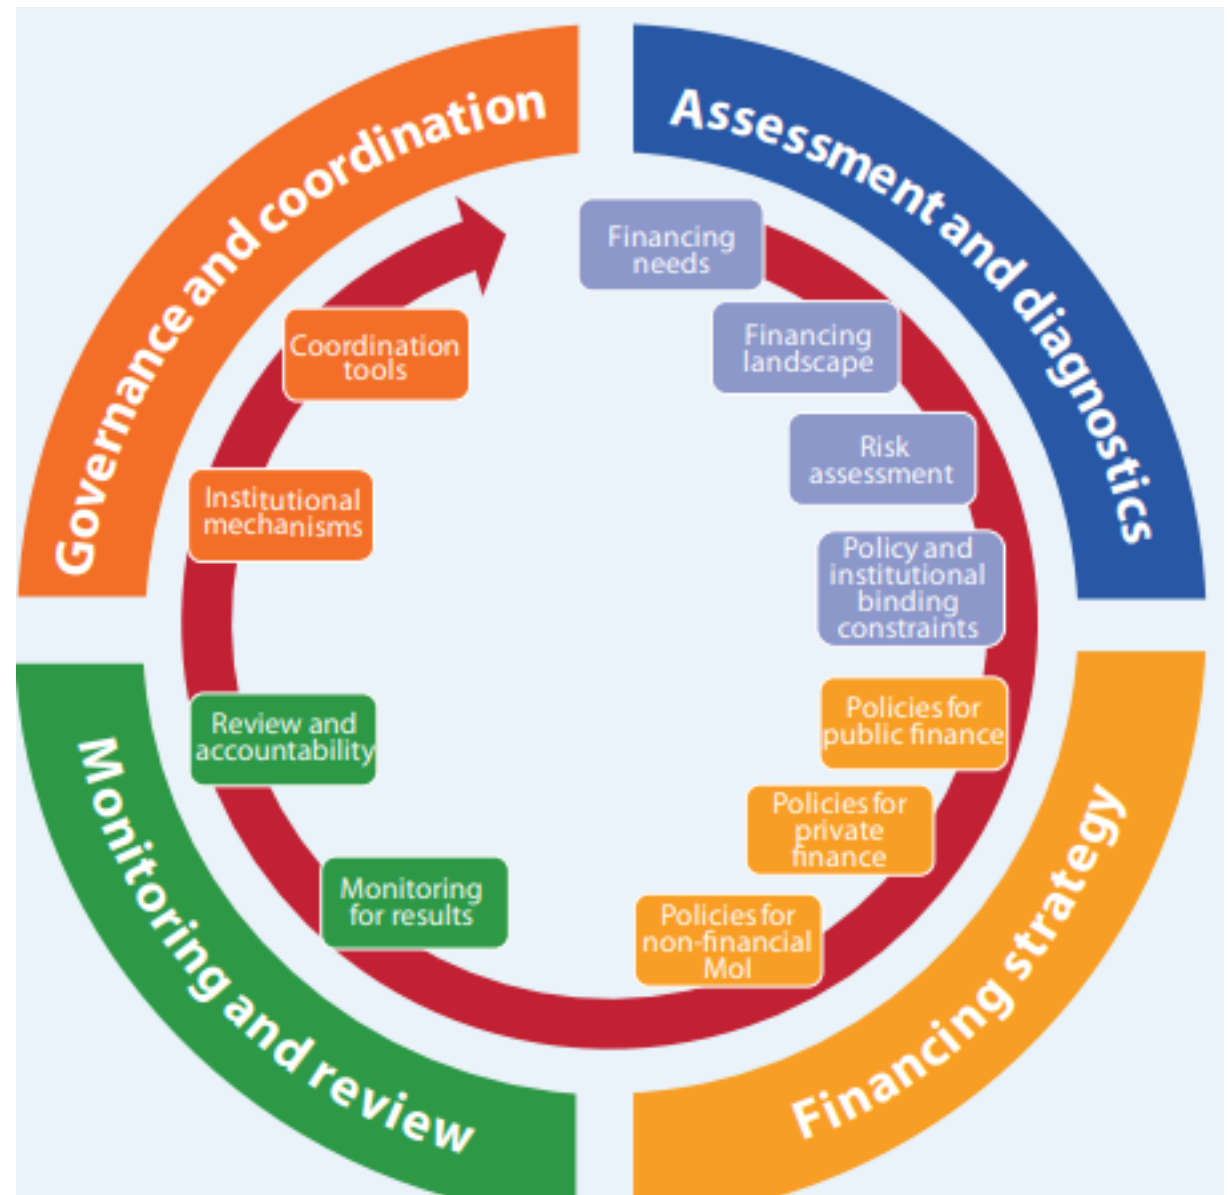 Governance and coordination
Assessment and diagnostics
Financing
needs
Financing
landscape
Risk
assessment
Policy and
institutional
binding
constraints
Policies for
public finance
Policies for
private
finance
Policies for
non-financial
MoI
Financing strategy
Monitoring
for results
Review and
accountability
Monitoring and review
Institutional
mechanisms
Coordination
tools